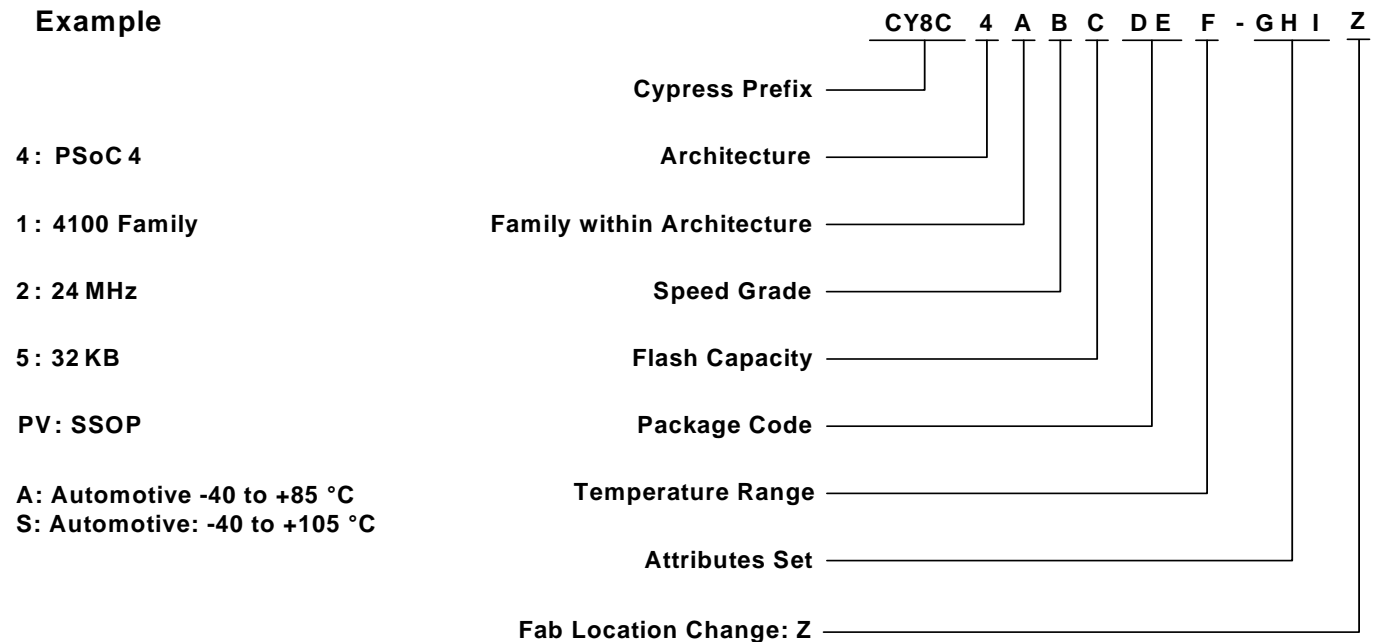 Example CY8C 4 A B C D E F - G H I Z
Cypress Prefix
4: PSoC 4 Architecture
1: 4100 Family Family within Architecture
2: 24 MHz Speed Grade
5: 32 KB Flash Capacity
PV: SSOP Package Code
A: Automotive -40 to +85 °C Temperature Range
S: Automotive: -40 to +105 °C
Attributes Set
Fab Location Change: Z